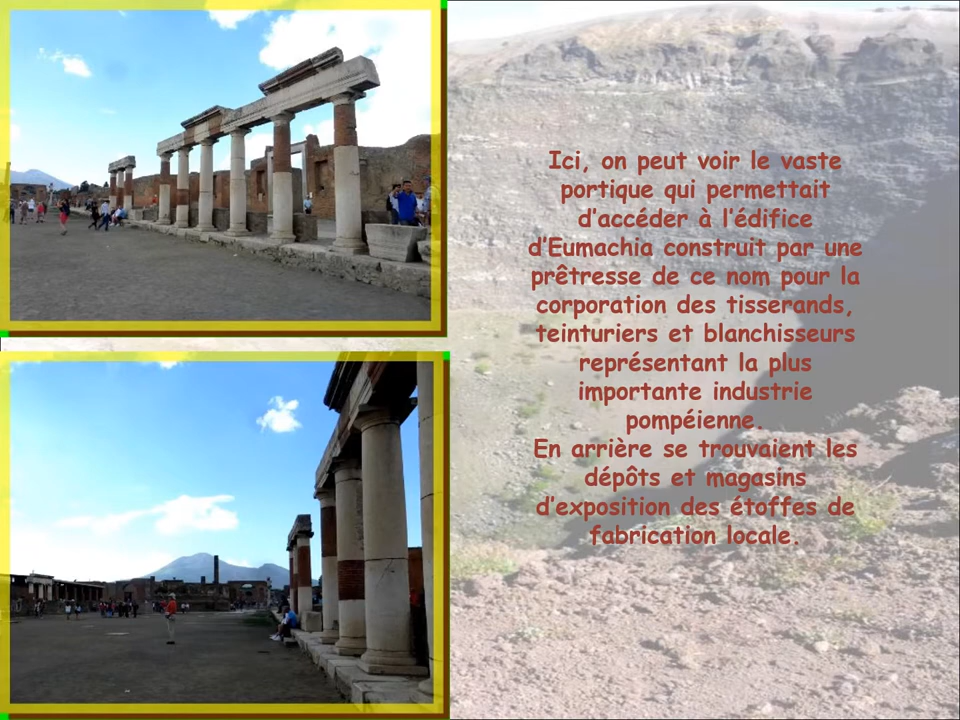 Ici, on peut voir le vaste
portique qui permettait
d’accéder à l’édifice
d’Eumachia construit par une
prêtresse de ce nom pour la
corporation des tisserands,
teinturiers et blanchisseurs
représentant la plus
importante industrie
pompéienne.
En arrière se trouvaient les
dépôts et magasins
d’exposition des étoffes de
fabrication locale.